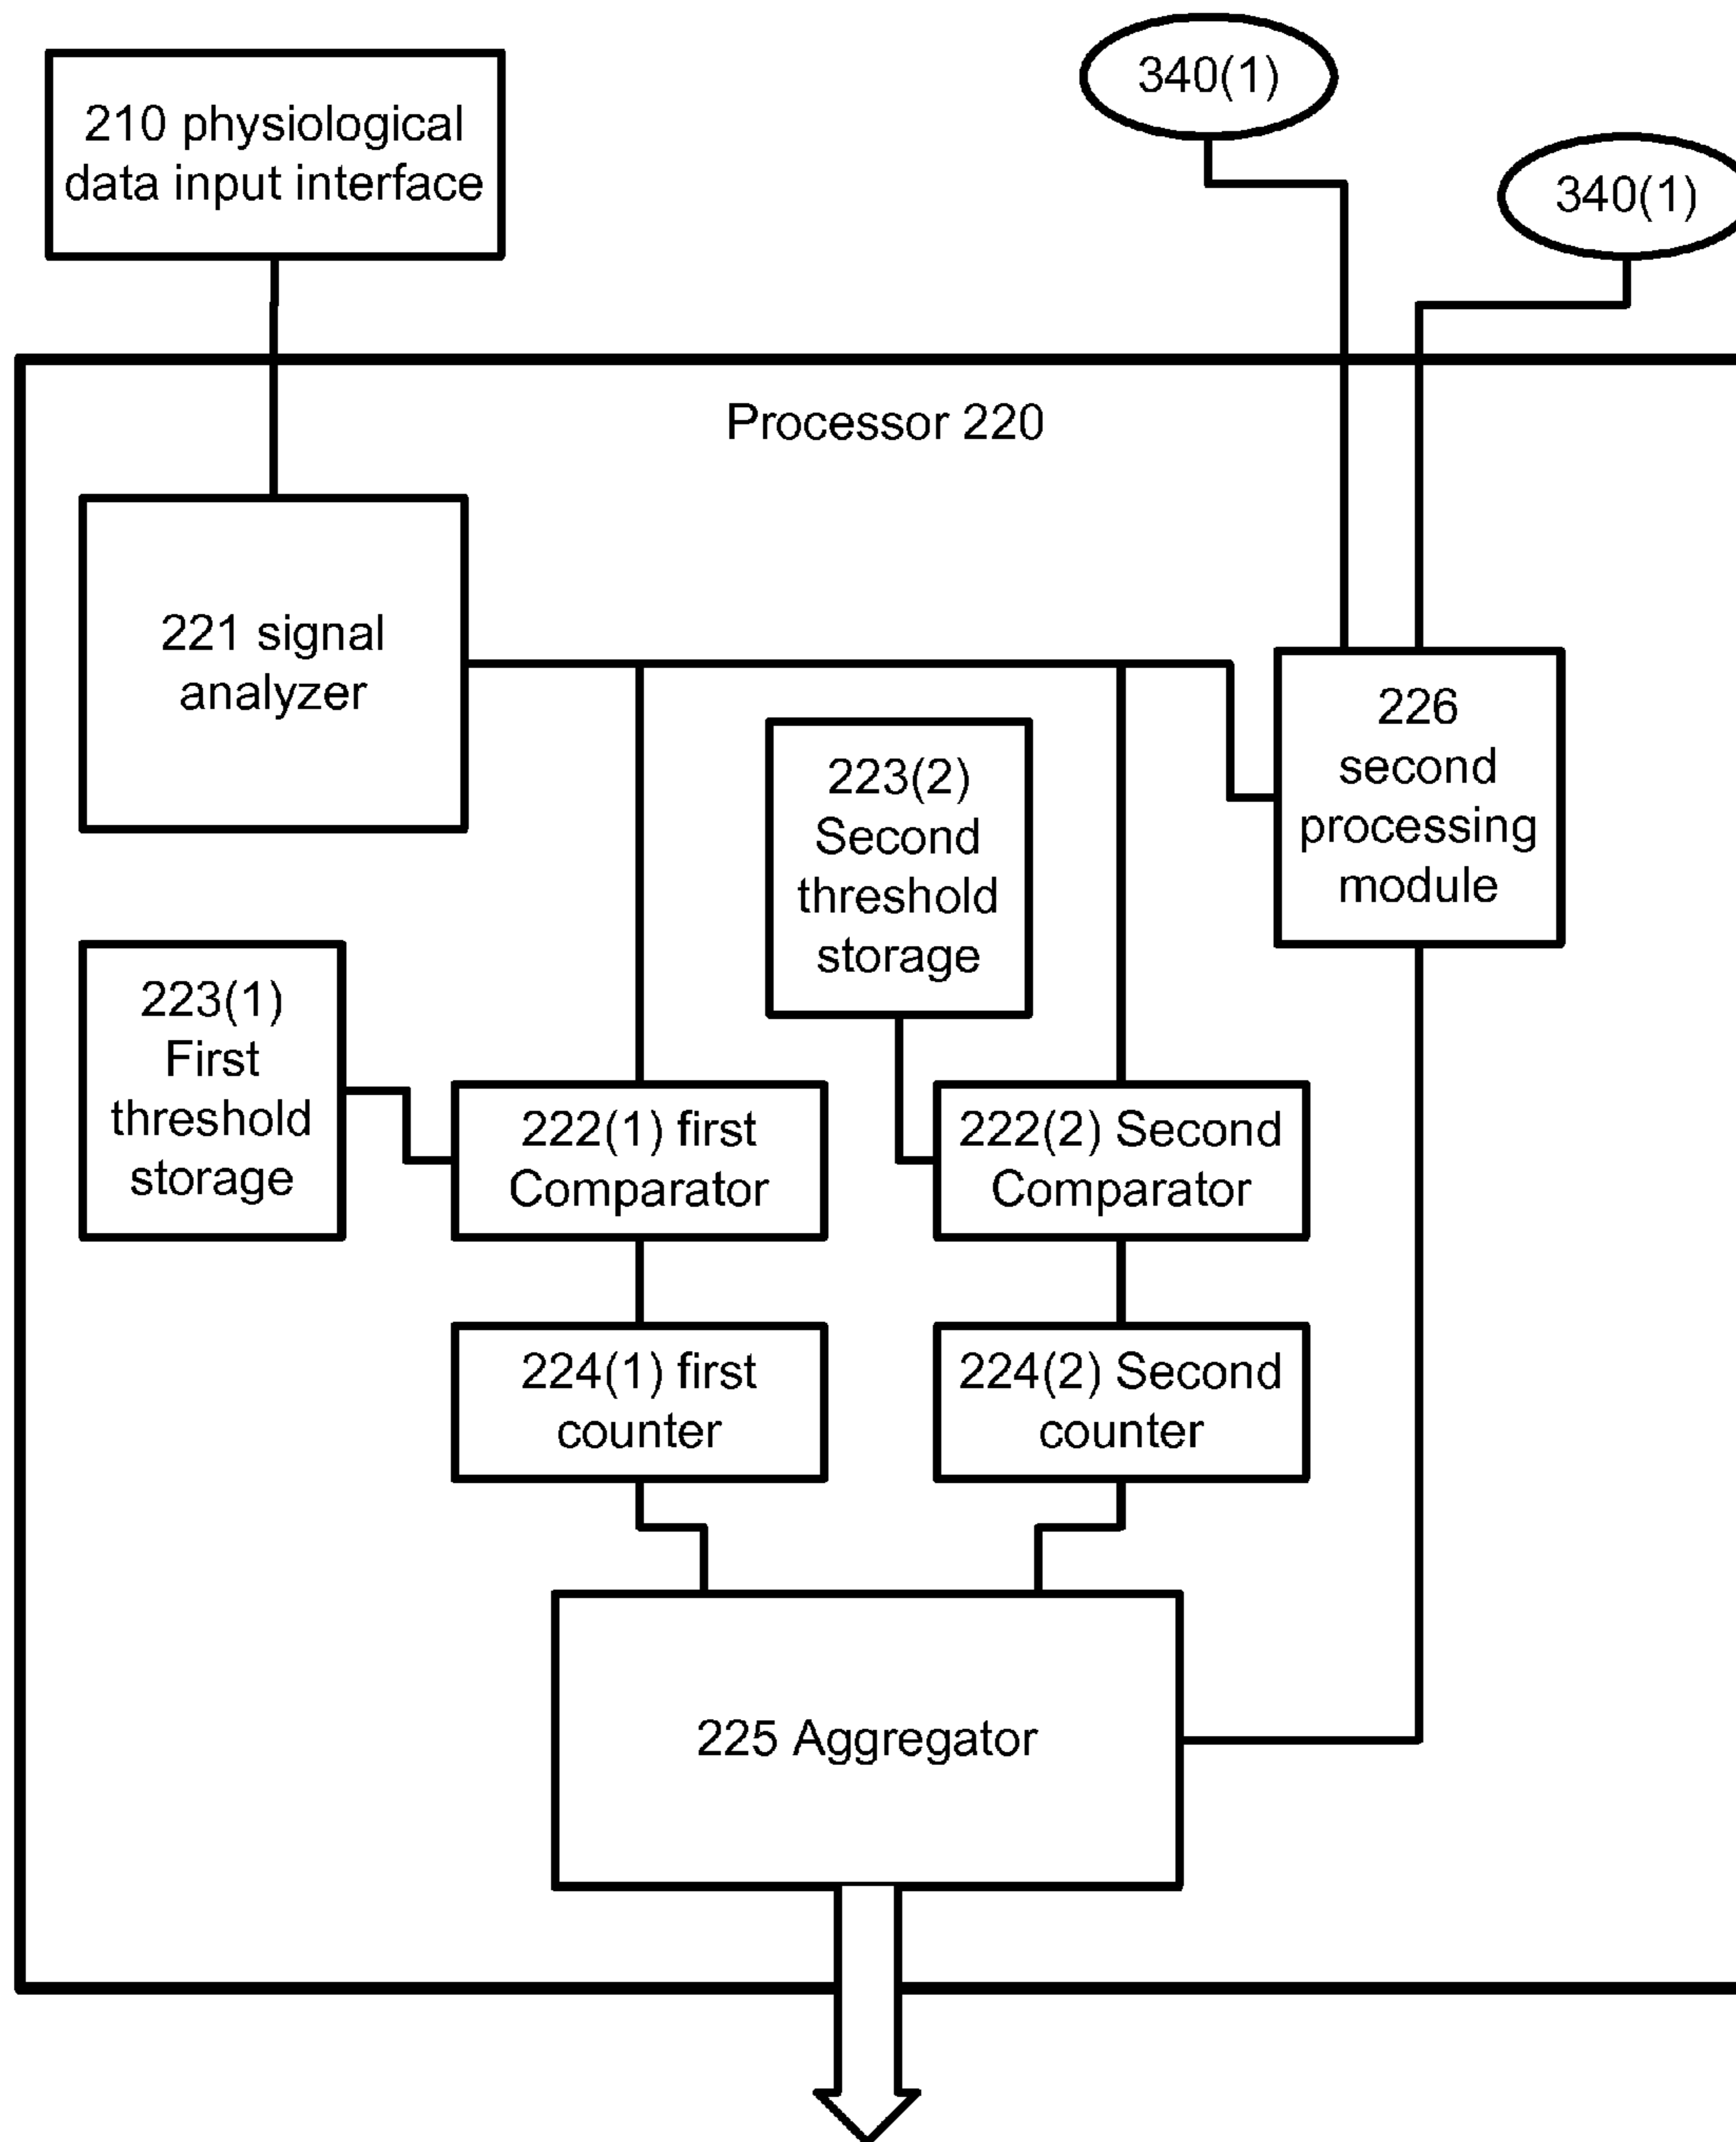 340(1)
210 physiological
data input interface
340(1)
Processor 220
221 signal
analyzer
226
second
processing
module
223(2)
Second
threshold
storage
223(1)
First
threshold
storage
222(1) first
Comparator
222(2) Second
Comparator
224(1) first
counter
224(2) Second
counter
225 Aggregator